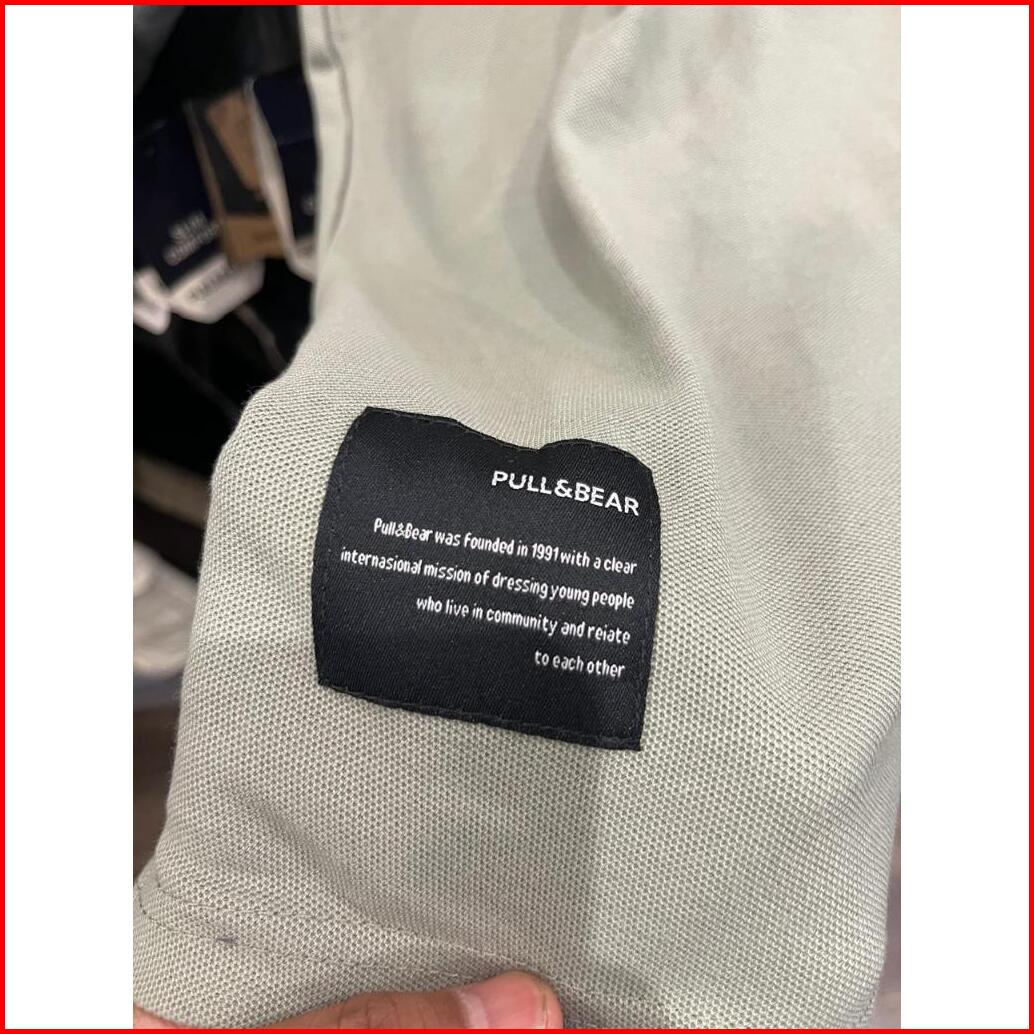 PULL&BEAR
Pull&Bear was founded in 1991 with a clear
internasional mission of dressing young people
who live in community and reiate
to each other